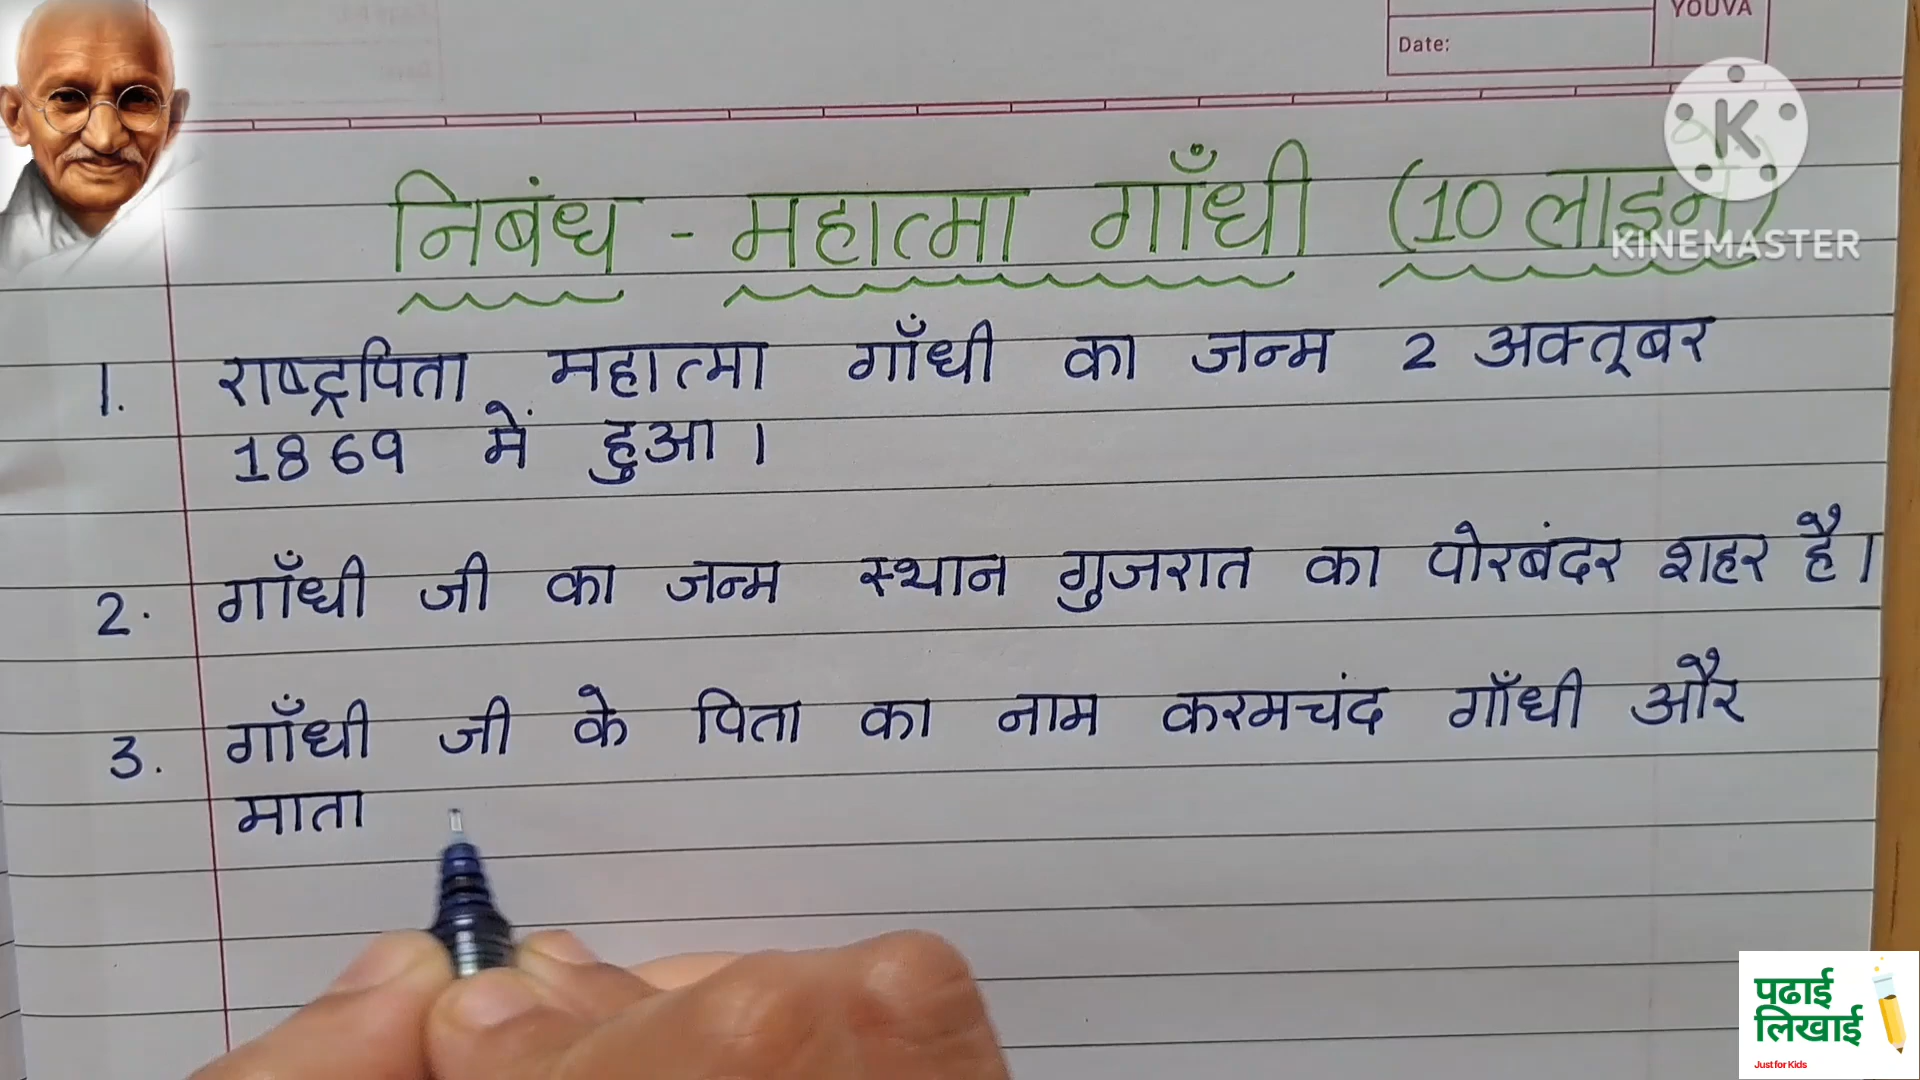 YOUVA
Date:
निबंध - महात्मा गाँधी (10 लाइन)
KINEMASTER
1. राष्ट्रपिता महात्मा गाँधी का जन्म 2 अक्तूबर
1869 में हुआ।
2. गाँधी जी का जन्म स्थान गुजरात का पोरबंदर शहर है।
3. गाँधी जी के पिता का नाम करमचंद गाँधी और
माता
पढाई
लिखाई
Just for Kids